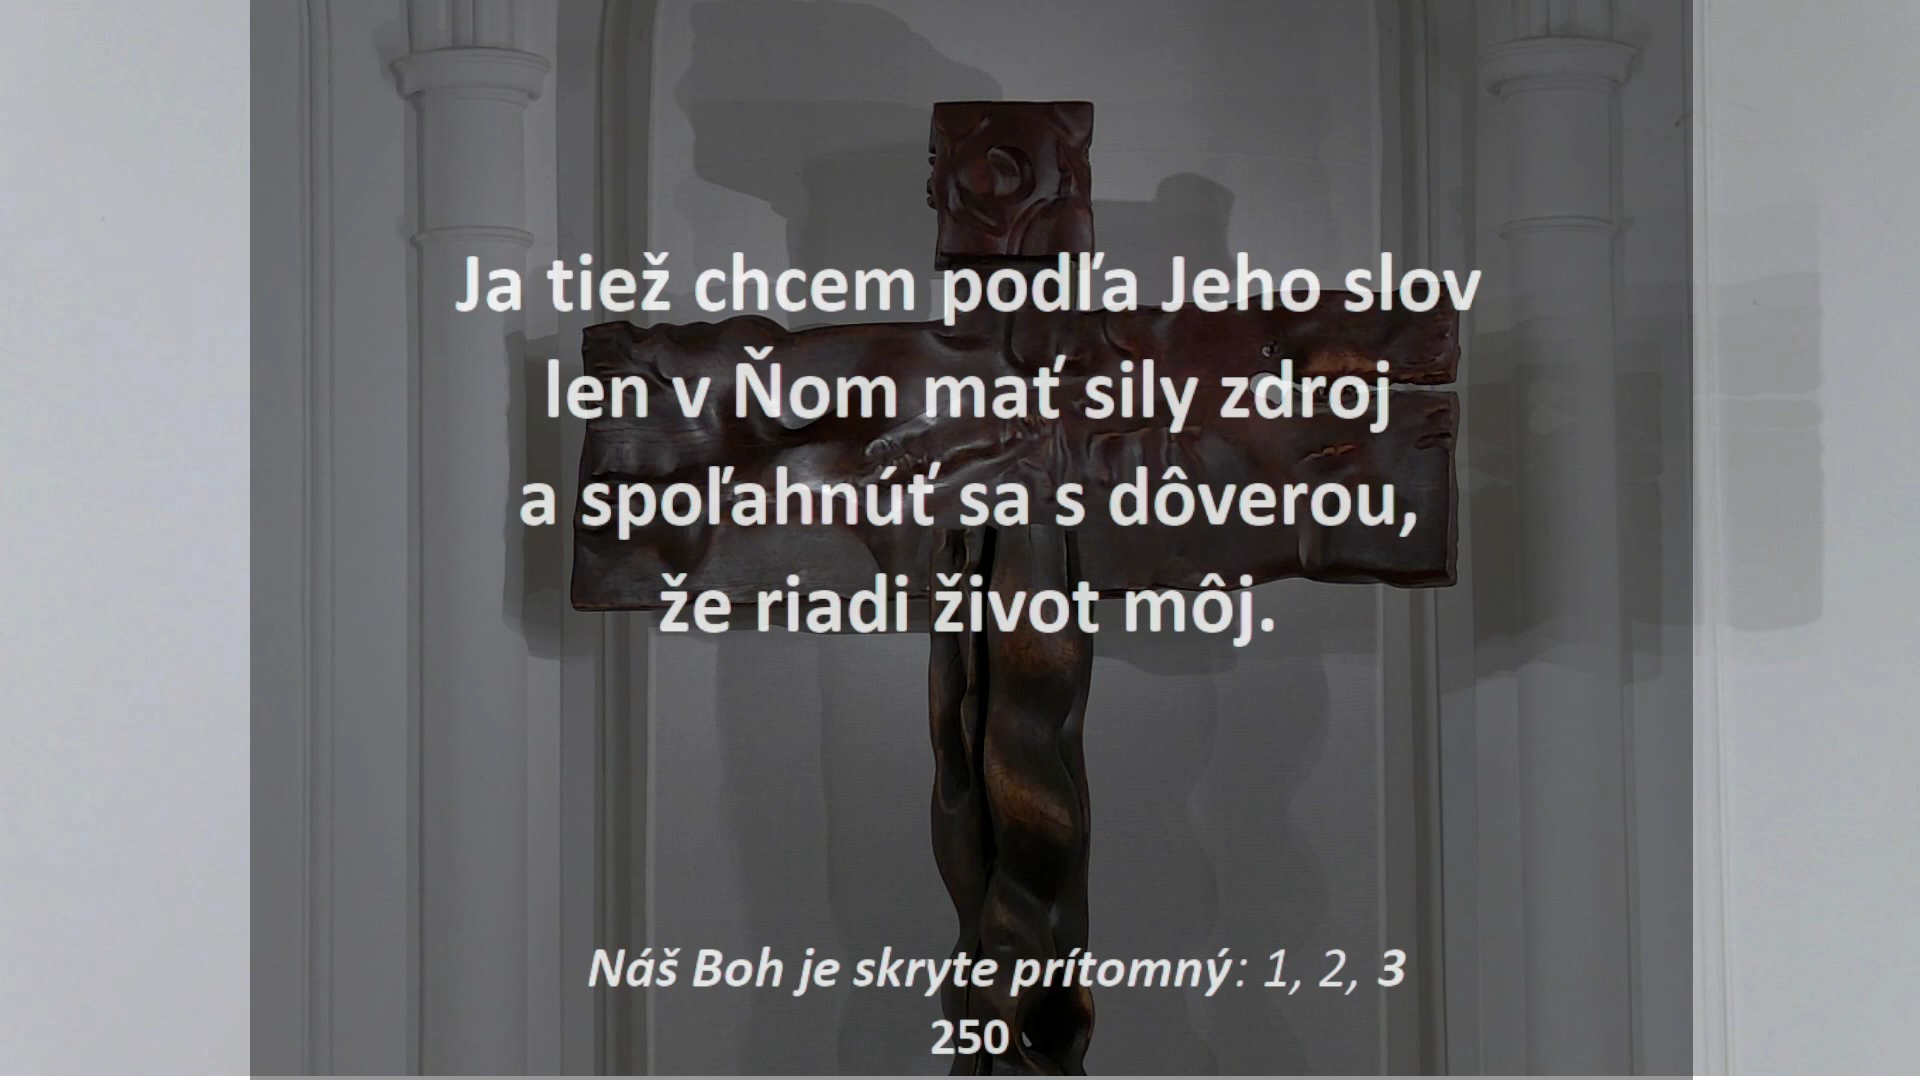 Ja tiež chcem podľa Jeho slov
len v Ňom mať sily zdroj
a spoľahnúť sa s dôverou,
že riadi život môj.
Náš Boh je skryte prítomný: 1, 2, 3
250